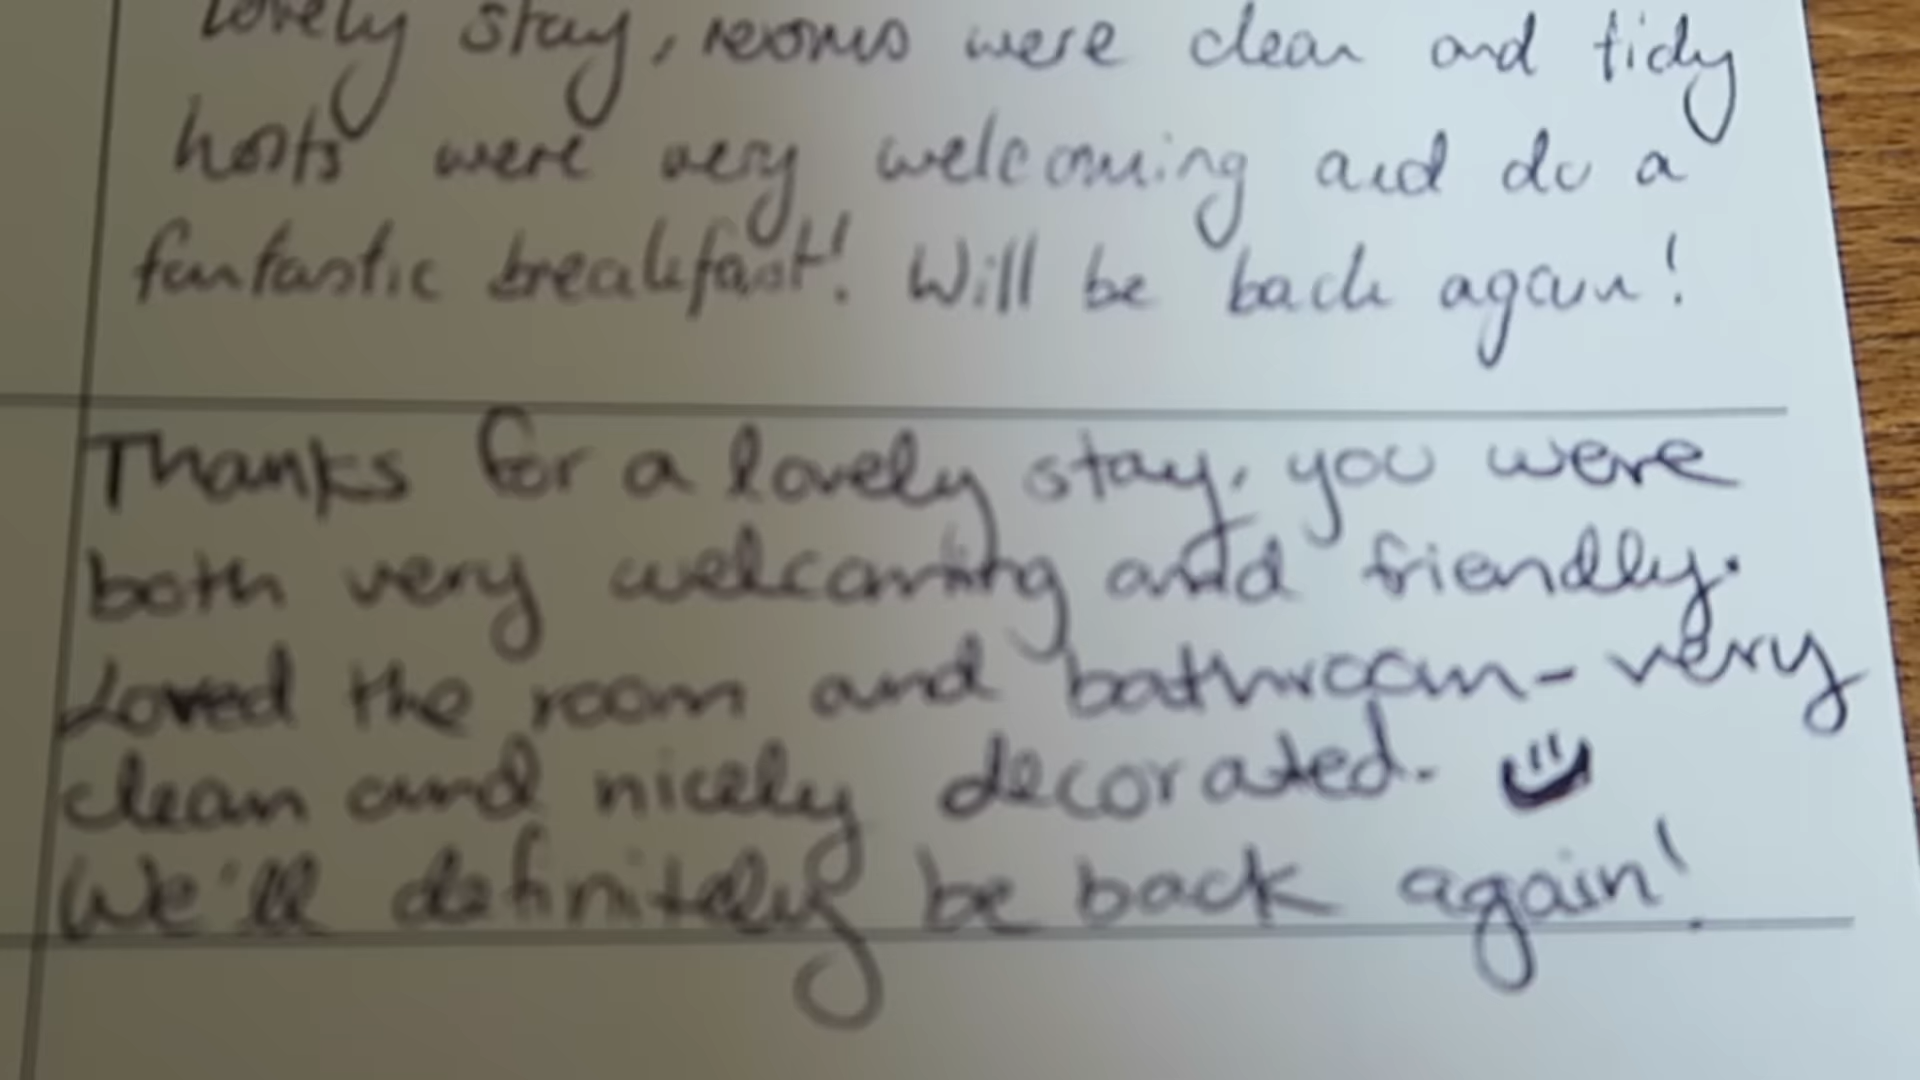 Lovely stay, rooms were clean and tidy
hosts were very welcoming and do a
fantastic breakfast! Will be back again!
Thanks for a lovely stay, you were
both very welcoming and friendly.
Loved the room and bathroom - very
clean and nicely decorated.
We'll definitely be back again!